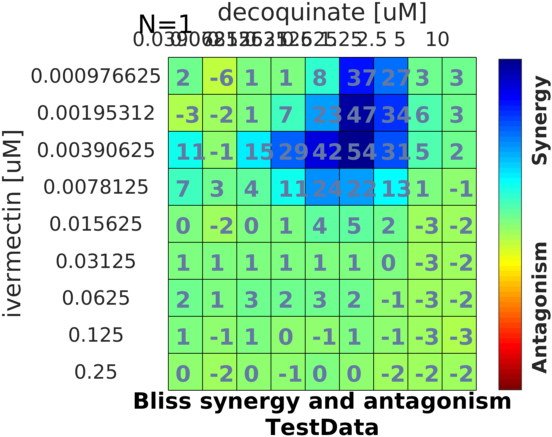 decoquinate [uM]
N=1
2.5 5 10
ivermectin [uM]
0.000976625 2 -6 1 1 8 37 27 3 3
0.00195312 -3 -2 1 7 23 47 34 6 3
0.00390625 11 -1 15 29 42 54 31 5 2
0.0078125 7 3 4 11 24 22 13 1 -1
0.015625 0 -2 0 1 4 5 2 -3 -2
0.03125 1 1 1 1 1 1 0 -3 -2
0.0625 2 1 3 2 3 2 -1 -3 -2
0.125 1 -1 1 0 -1 1 -1 -3 -3
0.25 0 -2 0 -1 0 0 -2 -2 -2
Synergy
Antagonism
Bliss synergy and antagonism
TestData